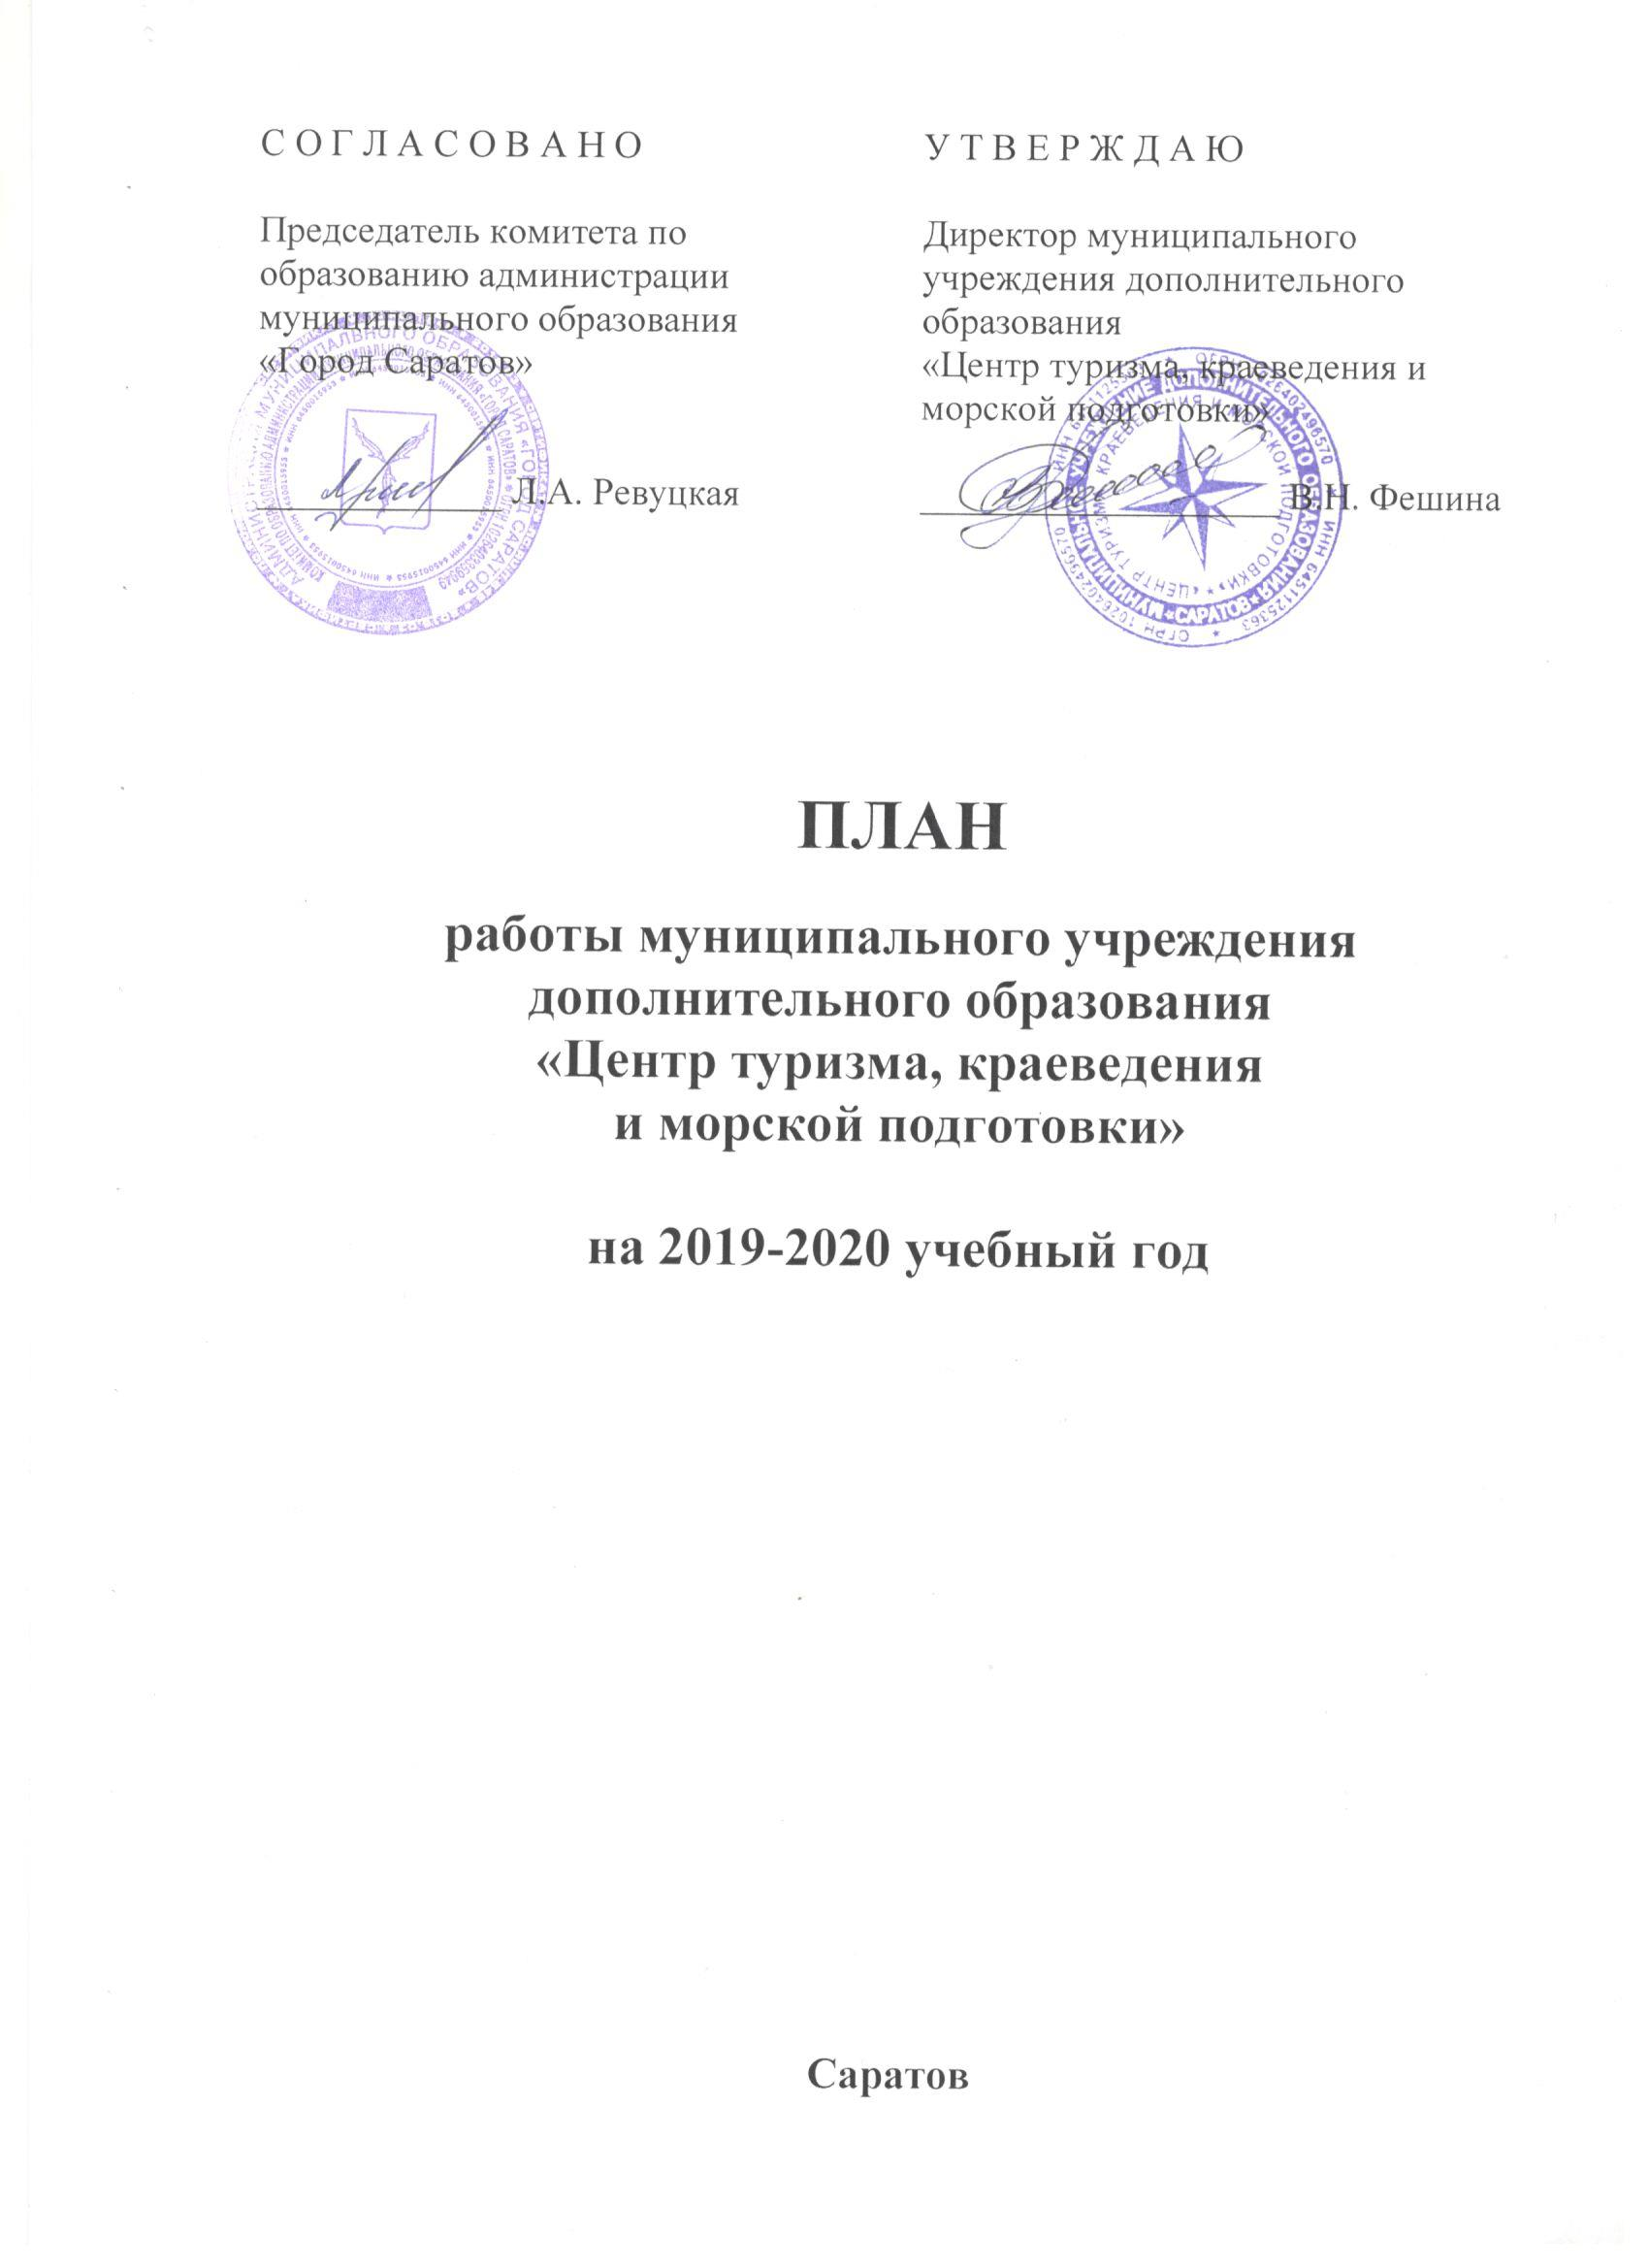 С О Г Л А С О В А Н О
Председатель комитета по
образованию администрации
муниципального образования
«Город Саратов»
Л.А. Ревуцкая
У Т В Е Р Ж Д А Ю
Директор муниципального
учреждения дополнительного
образования
«Центр туризма, краеведения и
морской подготовки»
В.Н. Фешина
ПЛАН
работы муниципального учреждения
дополнительного образования
«Центр туризма, краеведения
и морской подготовки»
на 2019-2020 учебный год
Саратов